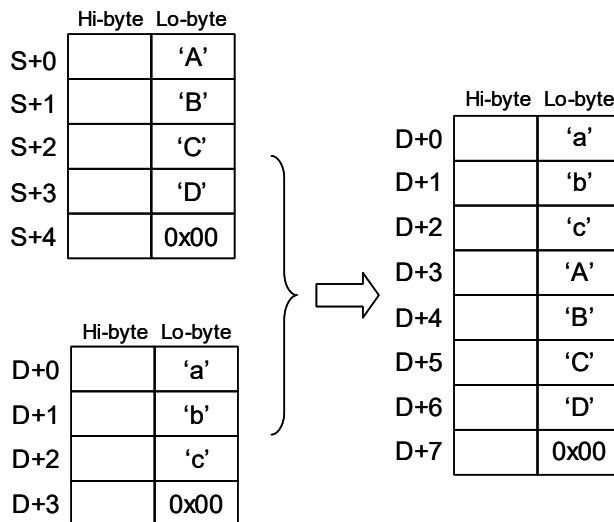 Hi-byte Lo-byte
S+0 ‘A’
S+1 ‘B’
S+2 ‘C’
S+3 ‘D’
S+4 0x00
Hi-byte Lo-byte
D+0 ‘a’
D+1 ‘b’
D+2 ‘c’
D+3 0x00
Hi-byte Lo-byte
D+0 ‘a’
D+1 ‘b’
D+2 ‘c’
D+3 ‘A’
D+4 ‘B’
D+5 ‘C’
D+6 ‘D’
D+7 0x00